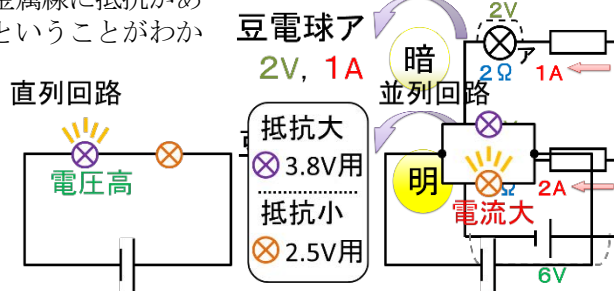 金属線に抵抗があ
ということがわか
豆電球ア
2V, 1A
直列回路
電圧高
抵抗大
3.8V用
抵抗小
2.5V用
暗
明
並列回路
電流大
2V
ア
2Ω
1A
Ω
2A
6V